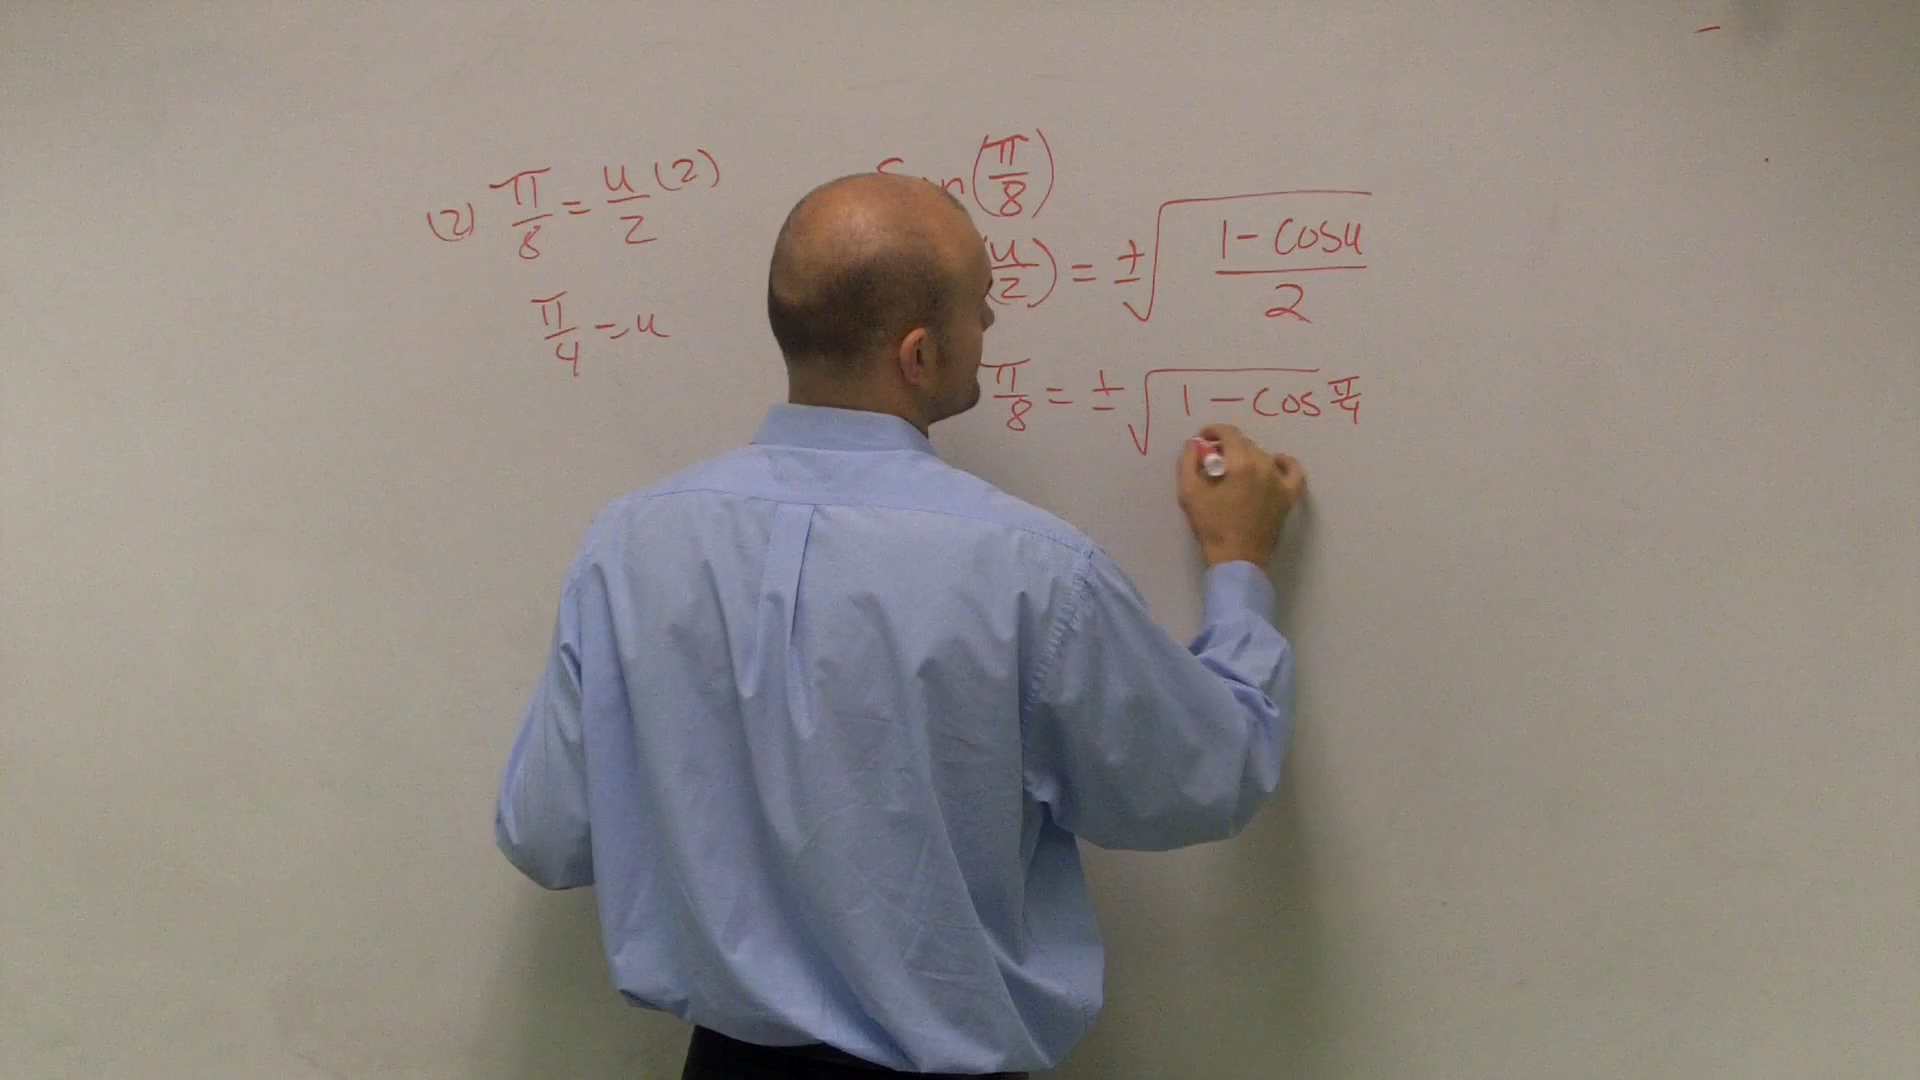 (2) π/8 = u/2 (2)
π/4 = u
(π/8)
(u/2) = ±√((1 - cos u)/2)
π/8 = ±√(1 - cos π/4)